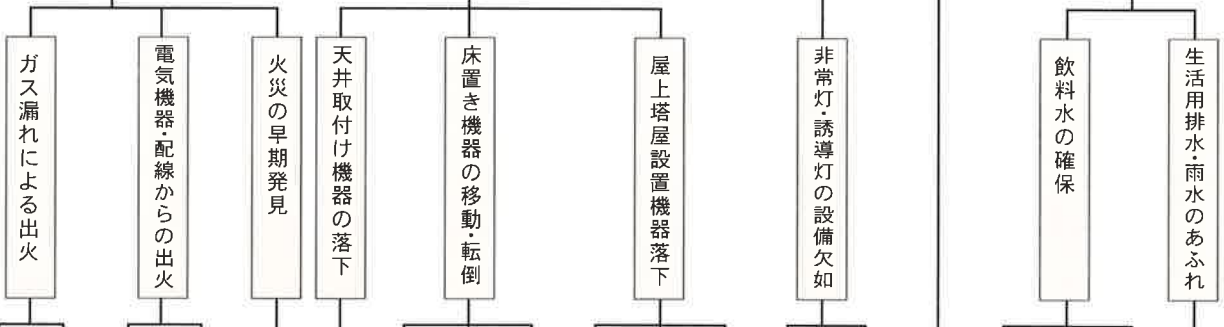 ガス漏れによる出火
電気機器・配線からの出火
火災の早期発見
天井取付け機器の落下
床置き機器の移動・転倒
屋上塔屋設置機器落下
非常灯・誘導灯の設備欠如
飲料水の確保
生活用排水・雨水のあふれ